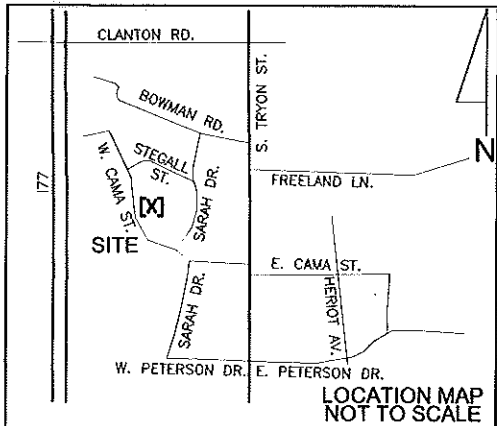 CLANTON RD.
BOWMAN RD.
S. TRYON ST.
STEGALL
ST.
W. CAMA ST.
SARAH DR.
[X]
SITE
I77
N
FREELAND LN.
E. CAMA ST.
HERIOT AV.
SARAH DR.
W. PETERSON DR.
E. PETERSON DR.
LOCATION MAP
NOT TO SCALE